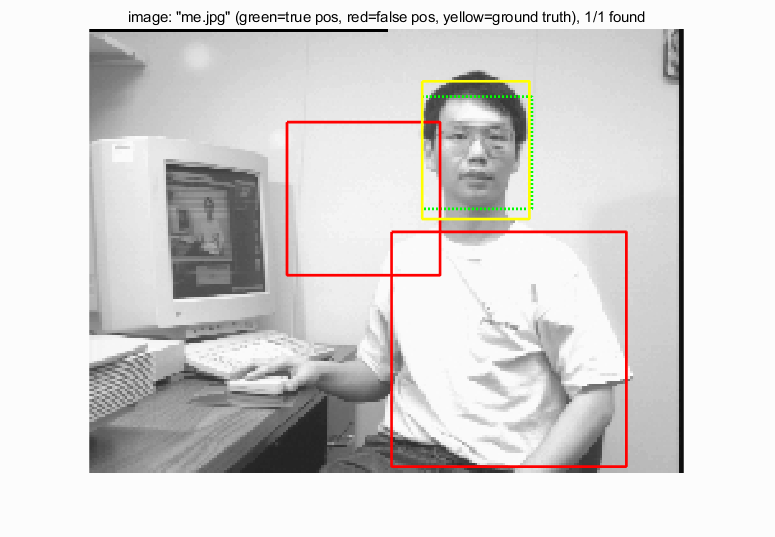 image: "me.jpg" (green=true pos, red=false pos, yellow=ground truth), 1/1 found